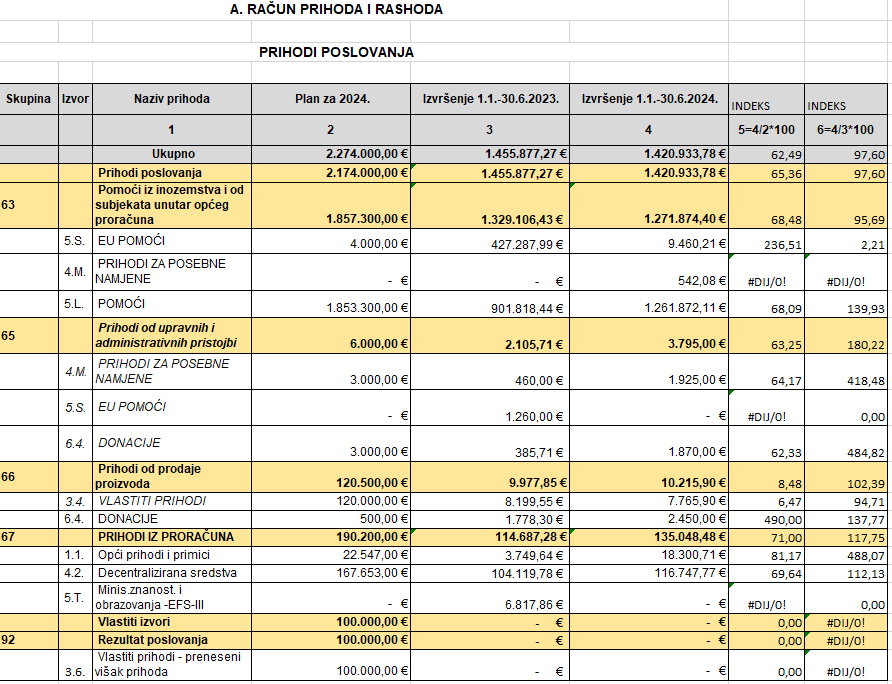 A. RAČUN PRIHODA I RASHODA
PRIHODI POSLOVANJA
Skupina Izvor Naziv prihoda Plan za 2024. Izvršenje 1.1.-30.6.2023. Izvršenje 1.1.-30.6.2024. INDEKS INDEKS
1 2 3 4 5=4/2*100 6=4/3*100
Ukupno 2.274.000,00 € 1.455.877,27 € 1.420.933,78 € 62,49 97,60
Prihodi poslovanja 2.174.000,00 € 1.455.877,27 € 1.420.933,78 € 65,36 97,60
63 Pomoći iz inozemstva i od
subjekata unutar općeg
proračuna 1.857.300,00 € 1.329.106,43 € 1.271.874,40 € 68,48 95,69
5.S. EU POMOĆI 4.000,00 € 427.287,99 € 9.460,21 € 236,51 2,21
4.M. PRIHODI ZA POSEBNE
NAMJENE - € - € 542,08 € #DIJ/0! #DIJ/0!
5.L. POMOĆI 1.853.300,00 € 901.818,44 € 1.261.872,11 € 68,09 139,93
65 Prihodi od upravnih i
administrativnih pristojbi 6.000,00 € 2.105,71 € 3.795,00 € 63,25 180,22
4.M. PRIHODI ZA POSEBNE
NAMJENE 3.000,00 € 460,00 € 1.925,00 € 64,17 418,48
5.S. EU POMOĆI - € 1.260,00 € - € #DIJ/0! 0,00
6.4. DONACIJE 3.000,00 € 385,71 € 1.870,00 € 62,33 484,82
66 Prihodi od prodaje
proizvoda 120.500,00 € 9.977,85 € 10.215,90 € 8,48 102,39
3.4. VLASTITI PRIHODI 120.000,00 € 8.199,55 € 7.765,90 € 6,47 94,71
6.4. DONACIJE 500,00 € 1.778,30 € 2.450,00 € 490,00 137,77
67 PRIHODI IZ PRORAČUNA 190.200,00 € 114.687,28 € 135.048,48 € 71,00 117,75
1.1. Opći prihodi i primici 22.547,00 € 3.749,64 € 18.300,71 € 81,17 488,07
4.2. Decentralizirana sredstva 167.653,00 € 104.119,78 € 116.747,77 € 69,64 112,13
5.T. Minis.znanost. i
obrazovanja -EFS-III - € 6.817,86 € - € #DIJ/0! 0,00
Vlastiti izvori 100.000,00 € - € - € 0,00 #DIJ/0!
92 Rezultat poslovanja 100.000,00 € - € - € 0,00 #DIJ/0!
Vlastiti prihodi - preneseni
3.6. višak prihoda 100.000,00 € - € - € 0,00 #DIJ/0!